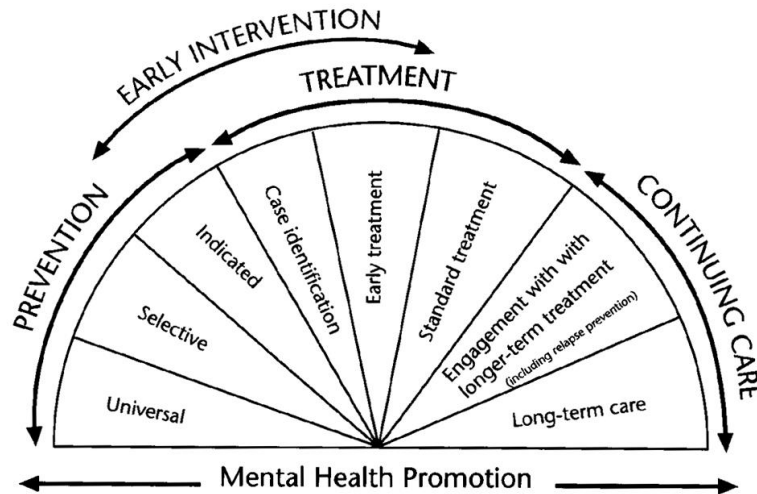 EARLY INTERVENTION
TREATMENT
PREVENTION
CONTINUING CARE
Universal
Selective
Indicated
Case identification
Early treatment
Standard treatment
Engagement with with
longer-term treatment
(including relapse prevention)
Long-term care
Mental Health Promotion